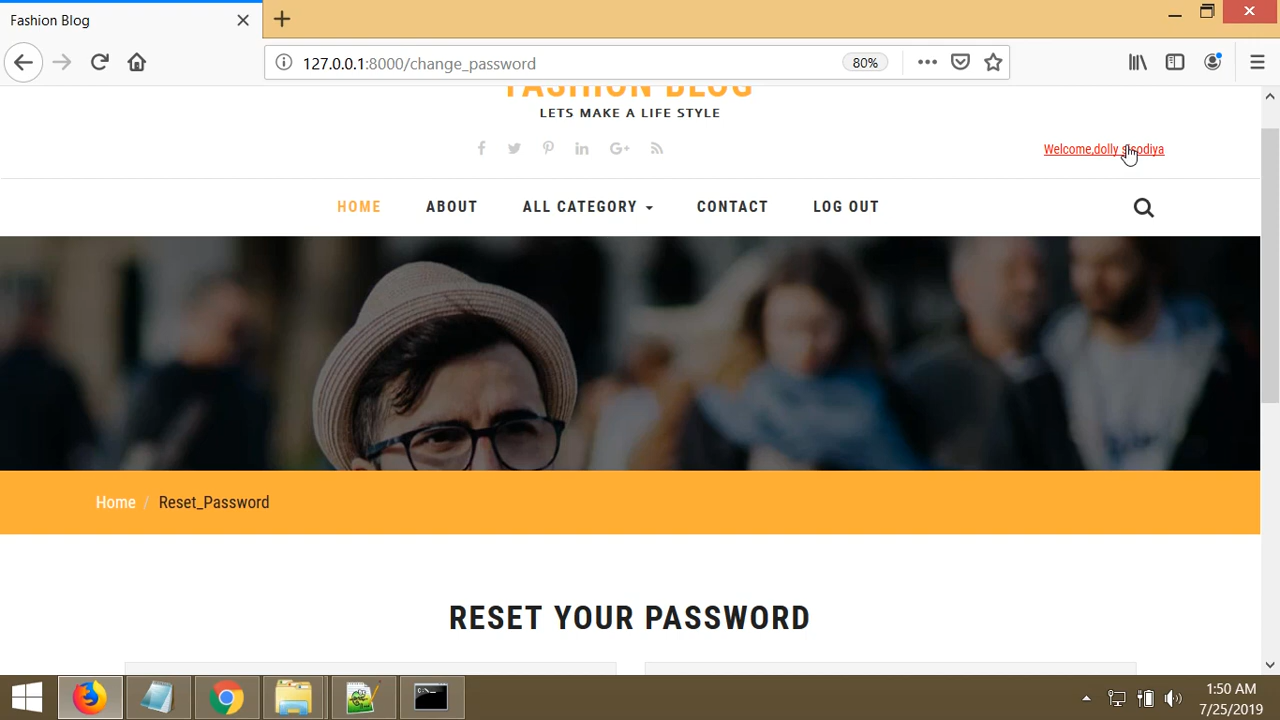 Fashion Blog
127.0.0.1:8000/change_password
80%
FASHION BLOG
LETS MAKE A LIFE STYLE
Welcome,dolly
HOME
ABOUT
ALL CATEGORY
CONTACT
LOG OUT
Home / Reset_Password
RESET YOUR PASSWORD
1:50 AM
7/25/2019